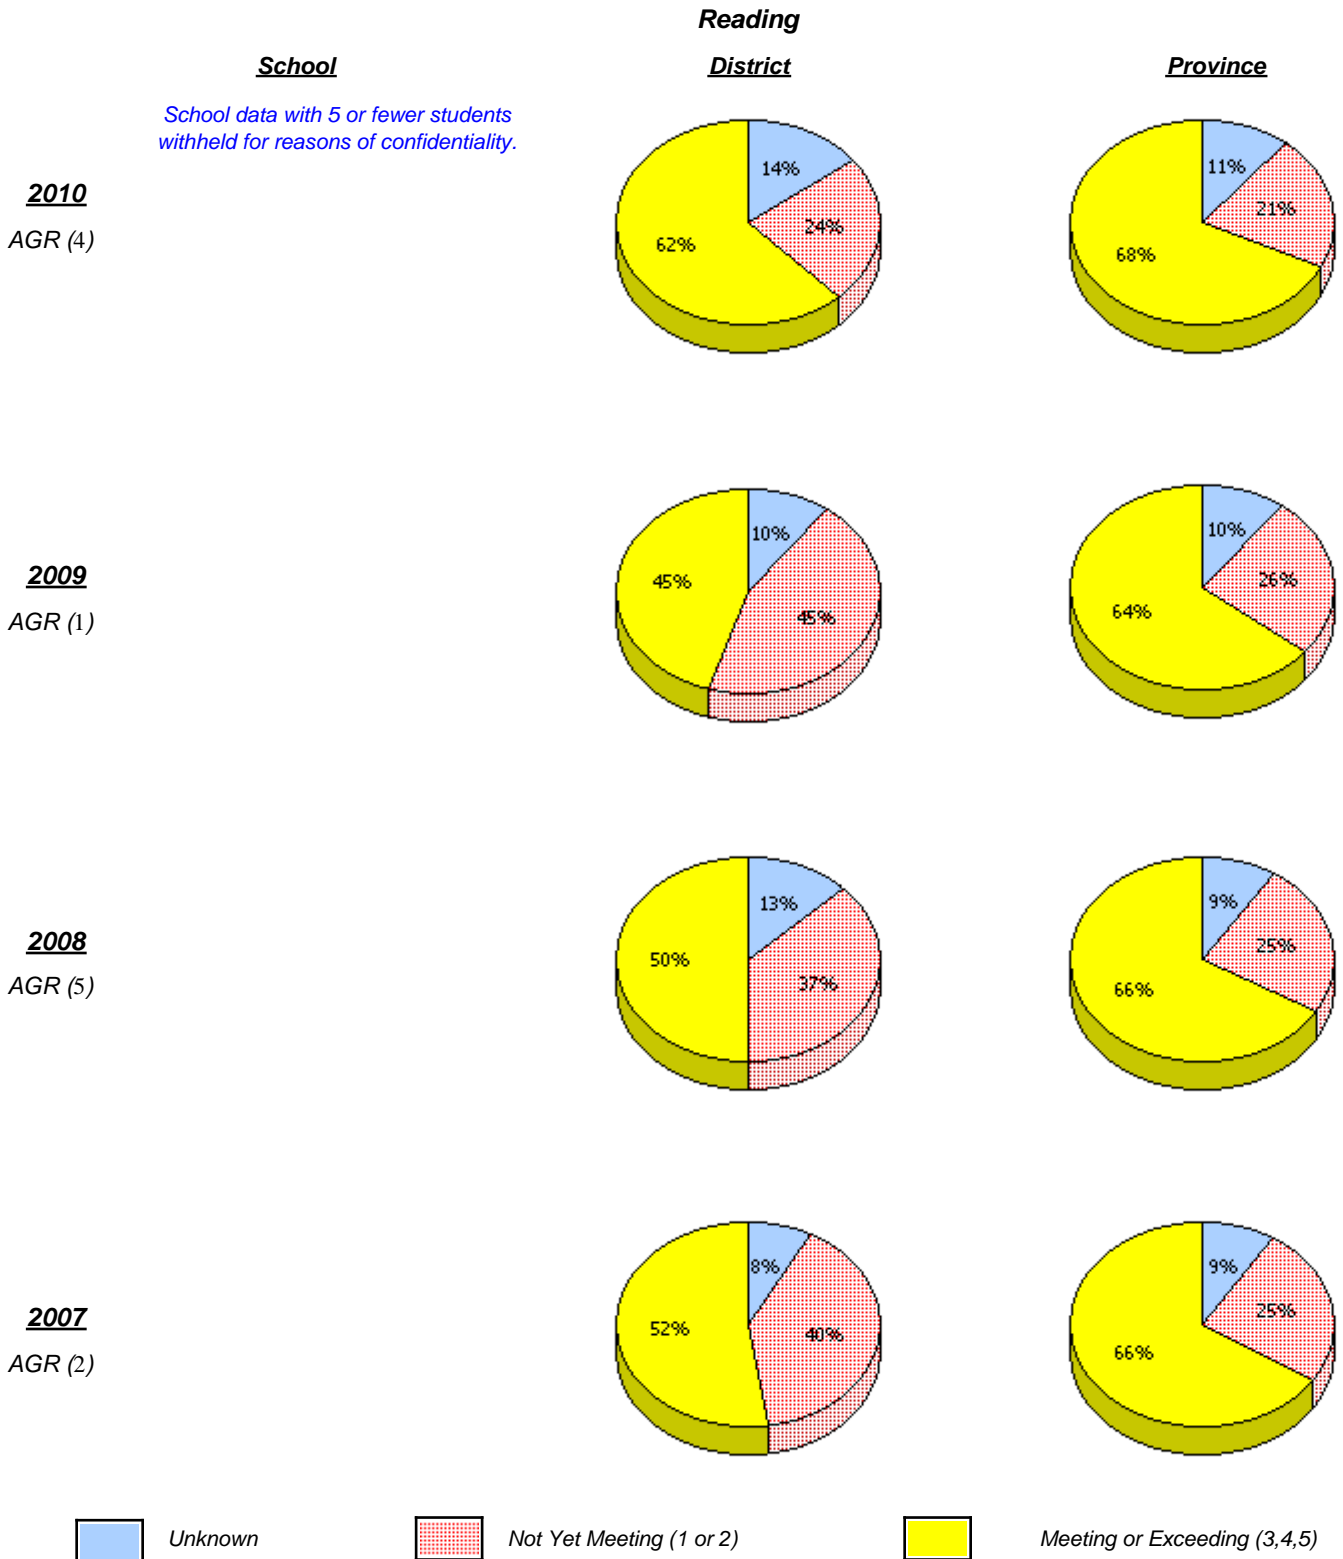 Reading
School
District
Province
School data with 5 or fewer students
withheld for reasons of confidentiality.
2010
AGR (4)
14%
24%
62%
11%
21%
68%
2009
AGR (1)
10%
45%
45%
10%
26%
64%
2008
AGR (5)
13%
37%
50%
9%
25%
66%
2007
AGR (2)
8%
40%
52%
9%
25%
66%
Unknown
Not Yet Meeting (1 or 2)
Meeting or Exceeding (3,4,5)